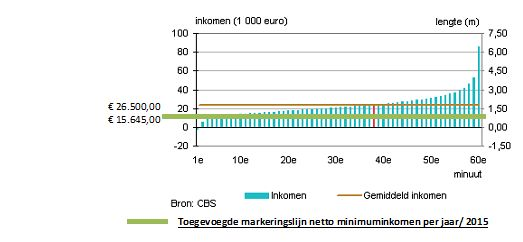 inkomen (1 000 euro) lengte (m)
100 7,50
80 6,00
60 4,50
40 3,00
€ 26.500,00 20 1,50
€ 15.645,00 0 0,00
-20 -1,50
1e 10e 20e 30e 40e 50e 60e
minuut
Inkomen Gemiddeld inkomen
Bron: CBS
Toegevoegde markeringslijn netto minimuminkomen per jaar/ 2015